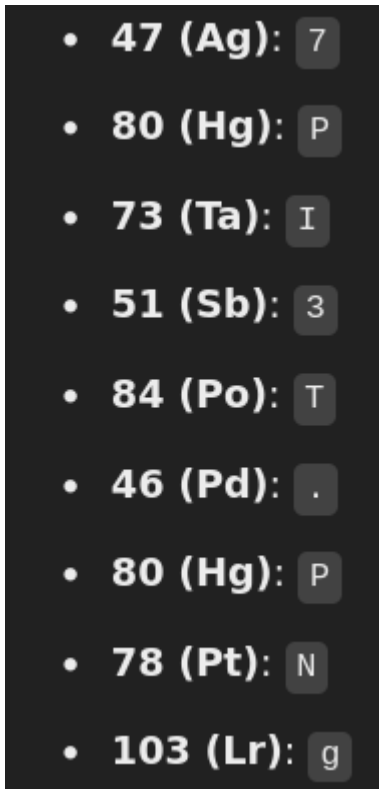 • 47 (Ag): 7
• 80 (Hg): P
• 73 (Ta): I
• 51 (Sb): 3
• 84 (Po): T
• 46 (Pd): .
• 80 (Hg): P
• 78 (Pt): N
• 103 (Lr): g